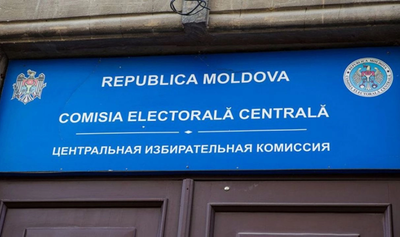 REPUBLICA MOLDOVA
COMISIA ELECTORALĂ CENTRALĂ
ЦЕНТРАЛЬНАЯ ИЗБИРАТЕЛЬНАЯ КОМИССИЯ